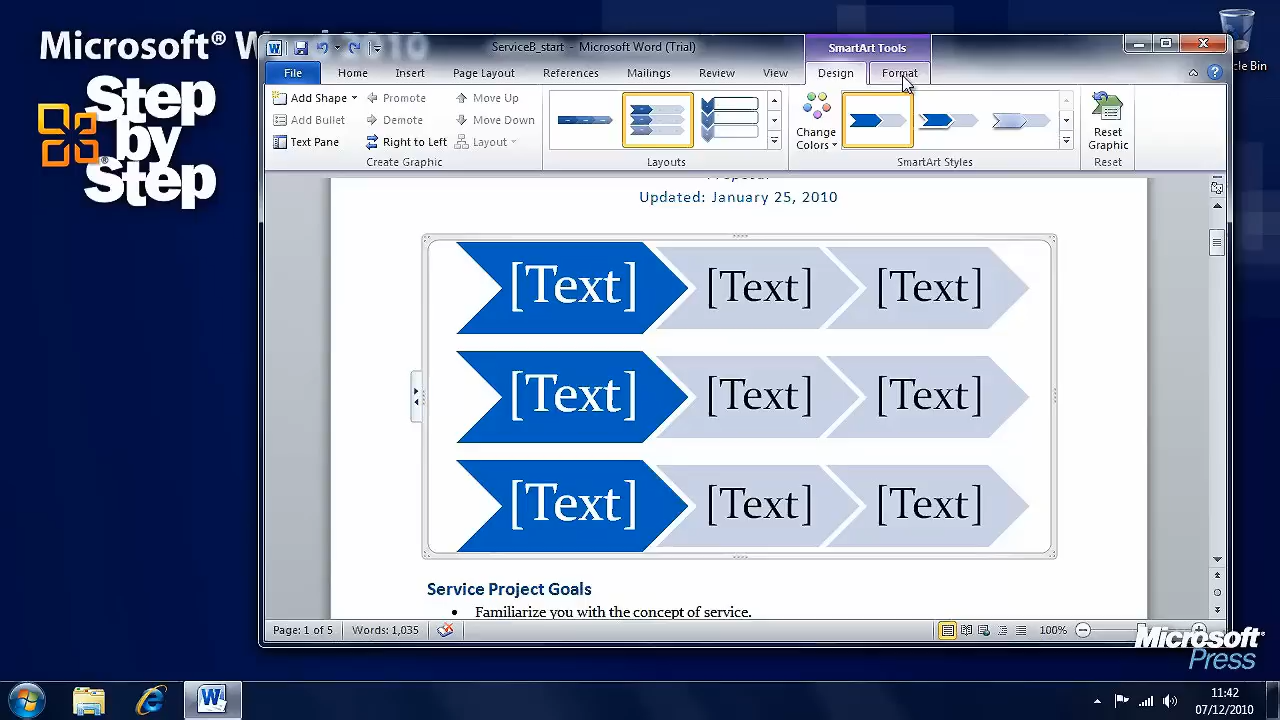 Microsoft® W
Step
by
Step®
ServiceB_start - Microsoft Word (Trial)
SmartArt Tools
File
Home
Insert
Page Layout
References
Mailings
Review
View
Design
Format
Add Shape
Promote
Move Up
Add Bullet
Demote
Move Down
Text Pane
Right to Left
Layout
Create Graphic
Layouts
Change
Colors
SmartArt Styles
Reset
Graphic
Reset
cle Bin
Updated: January 25, 2010
[Text] [Text] [Text]
[Text] [Text] [Text]
[Text] [Text] [Text]
Service Project Goals
• Familiarize you with the concept of service.
Page: 1 of 5
Words: 1,035
100%
Microsoft®
Press
11:42
07/12/2010